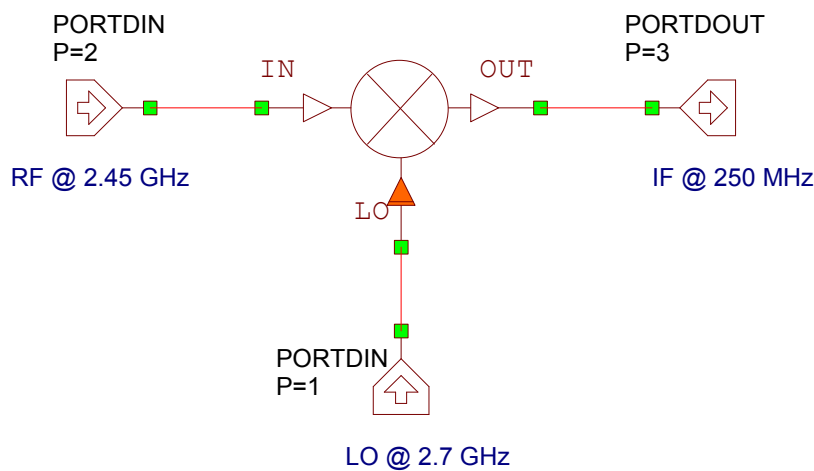 PORTDIN
P=2
IN
OUT
PORTDOUT
P=3
RF @ 2.45 GHz
IF @ 250 MHz
LO
PORTDIN
P=1
LO @ 2.7 GHz